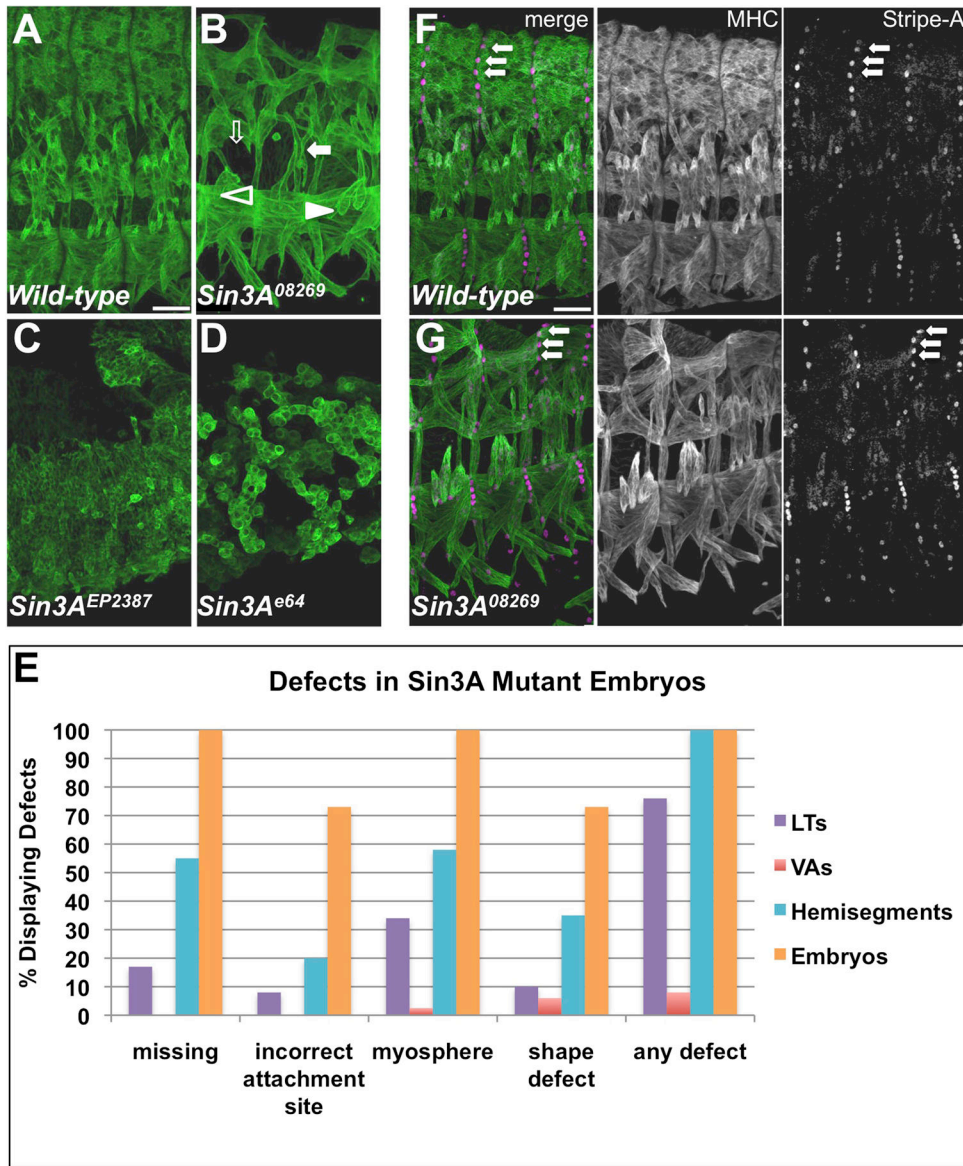 A
Wild-type
B
Sin3A08269
C
Sin3AEP2387
D
Sin3Ae64
F
merge
MHC
Stripe-A
Wild-type
G
Sin3A08269
E
Defects in Sin3A Mutant Embryos
% Displaying Defects
100
90
80
70
60
50
40
30
20
10
0
missing
incorrect
attachment
site
myosphere
shape
defect
any defect
LTs
VAs
Hemisegments
Embryos